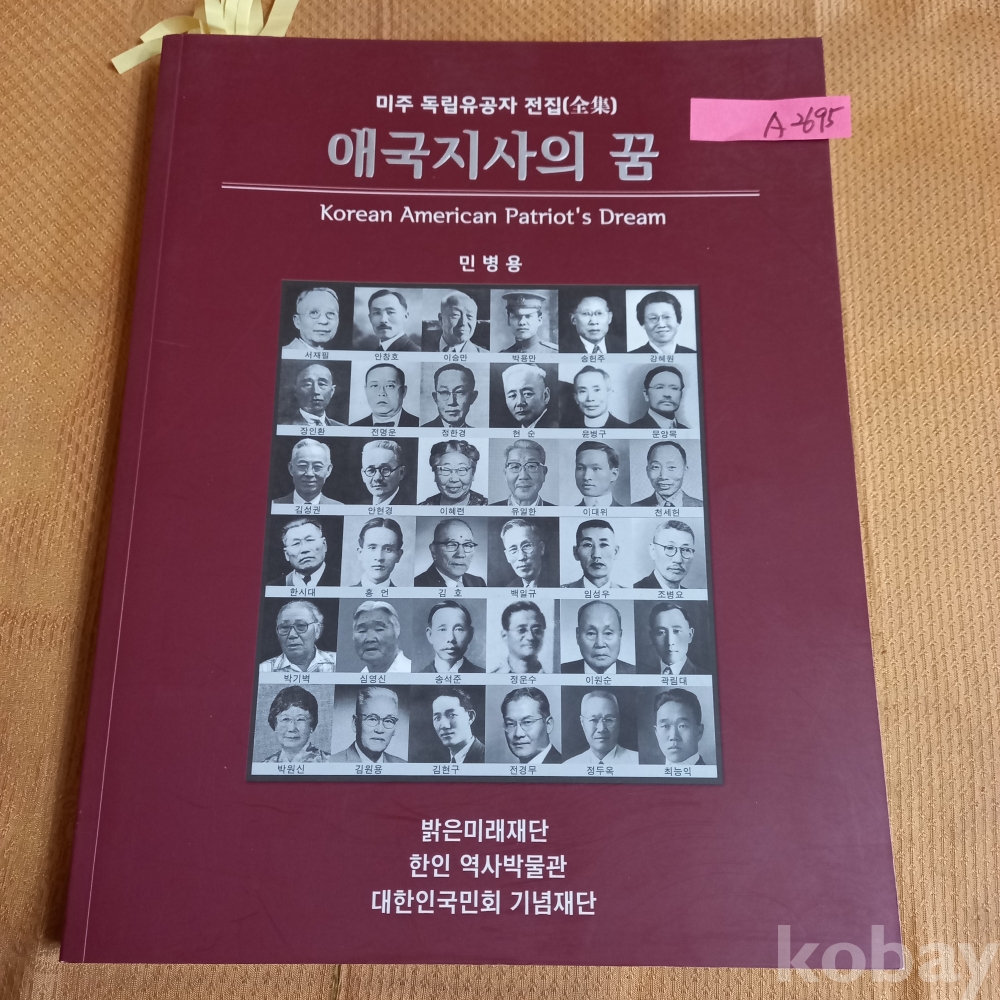 미주 독립유공자 전집(全集)
A2695
애국지사의 꿈
Korean American Patriot's Dream
민병용
서재필 안창호 이승만 박용만 송헌주 강혜원
장인환 전명운 정한경 현 순 윤병구 문양목
김성권 안현경 이혜련 유일한 이대위 천세헌
한시대 홍 언 김 호 백일규 임성우 조병요
박기벽 심영신 송석준 정운수 이원순 곽림대
박원신 김원용 김현구 전경무 정두옥 최능익
밝은미래재단
한인 역사박물관
대한인국민회 기념재단
kobay